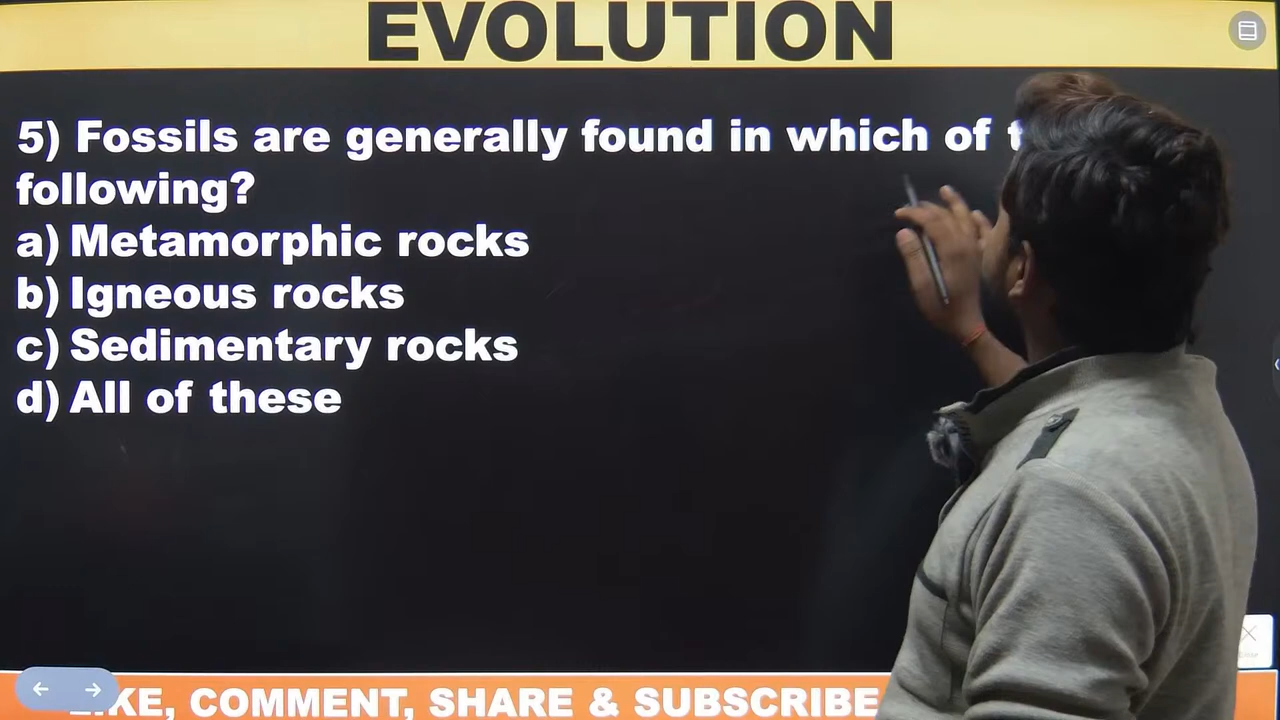 EVOLUTION
5) Fossils are generally found in which of
following?
a) Metamorphic rocks
b) Igneous rocks
c) Sedimentary rocks
d) All of these
LIKE, COMMENT, SHARE & SUBSCRIBE